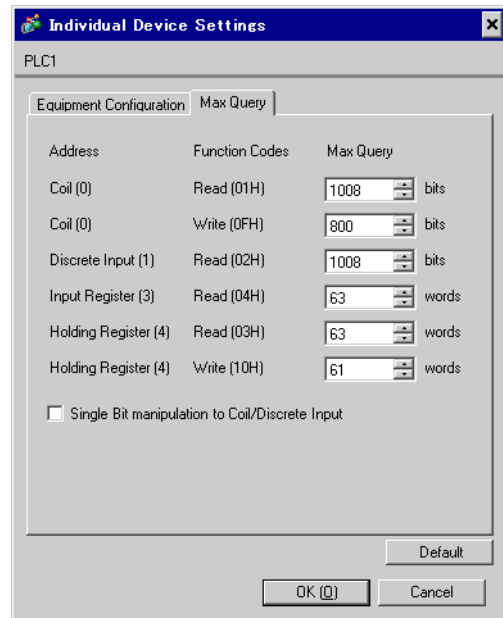 Individual Device Settings
PLC1
Equipment Configuration Max Query
Address Function Codes Max Query
Coil (0) Read (01H) 1008 bits
Coil (0) Write (0FH) 800 bits
Discrete Input (1) Read (02H) 1008 bits
Input Register (3) Read (04H) 63 words
Holding Register (4) Read (03H) 63 words
Holding Register (4) Write (10H) 61 words
Single Bit manipulation to Coil/Discrete Input
Default
OK (O) Cancel